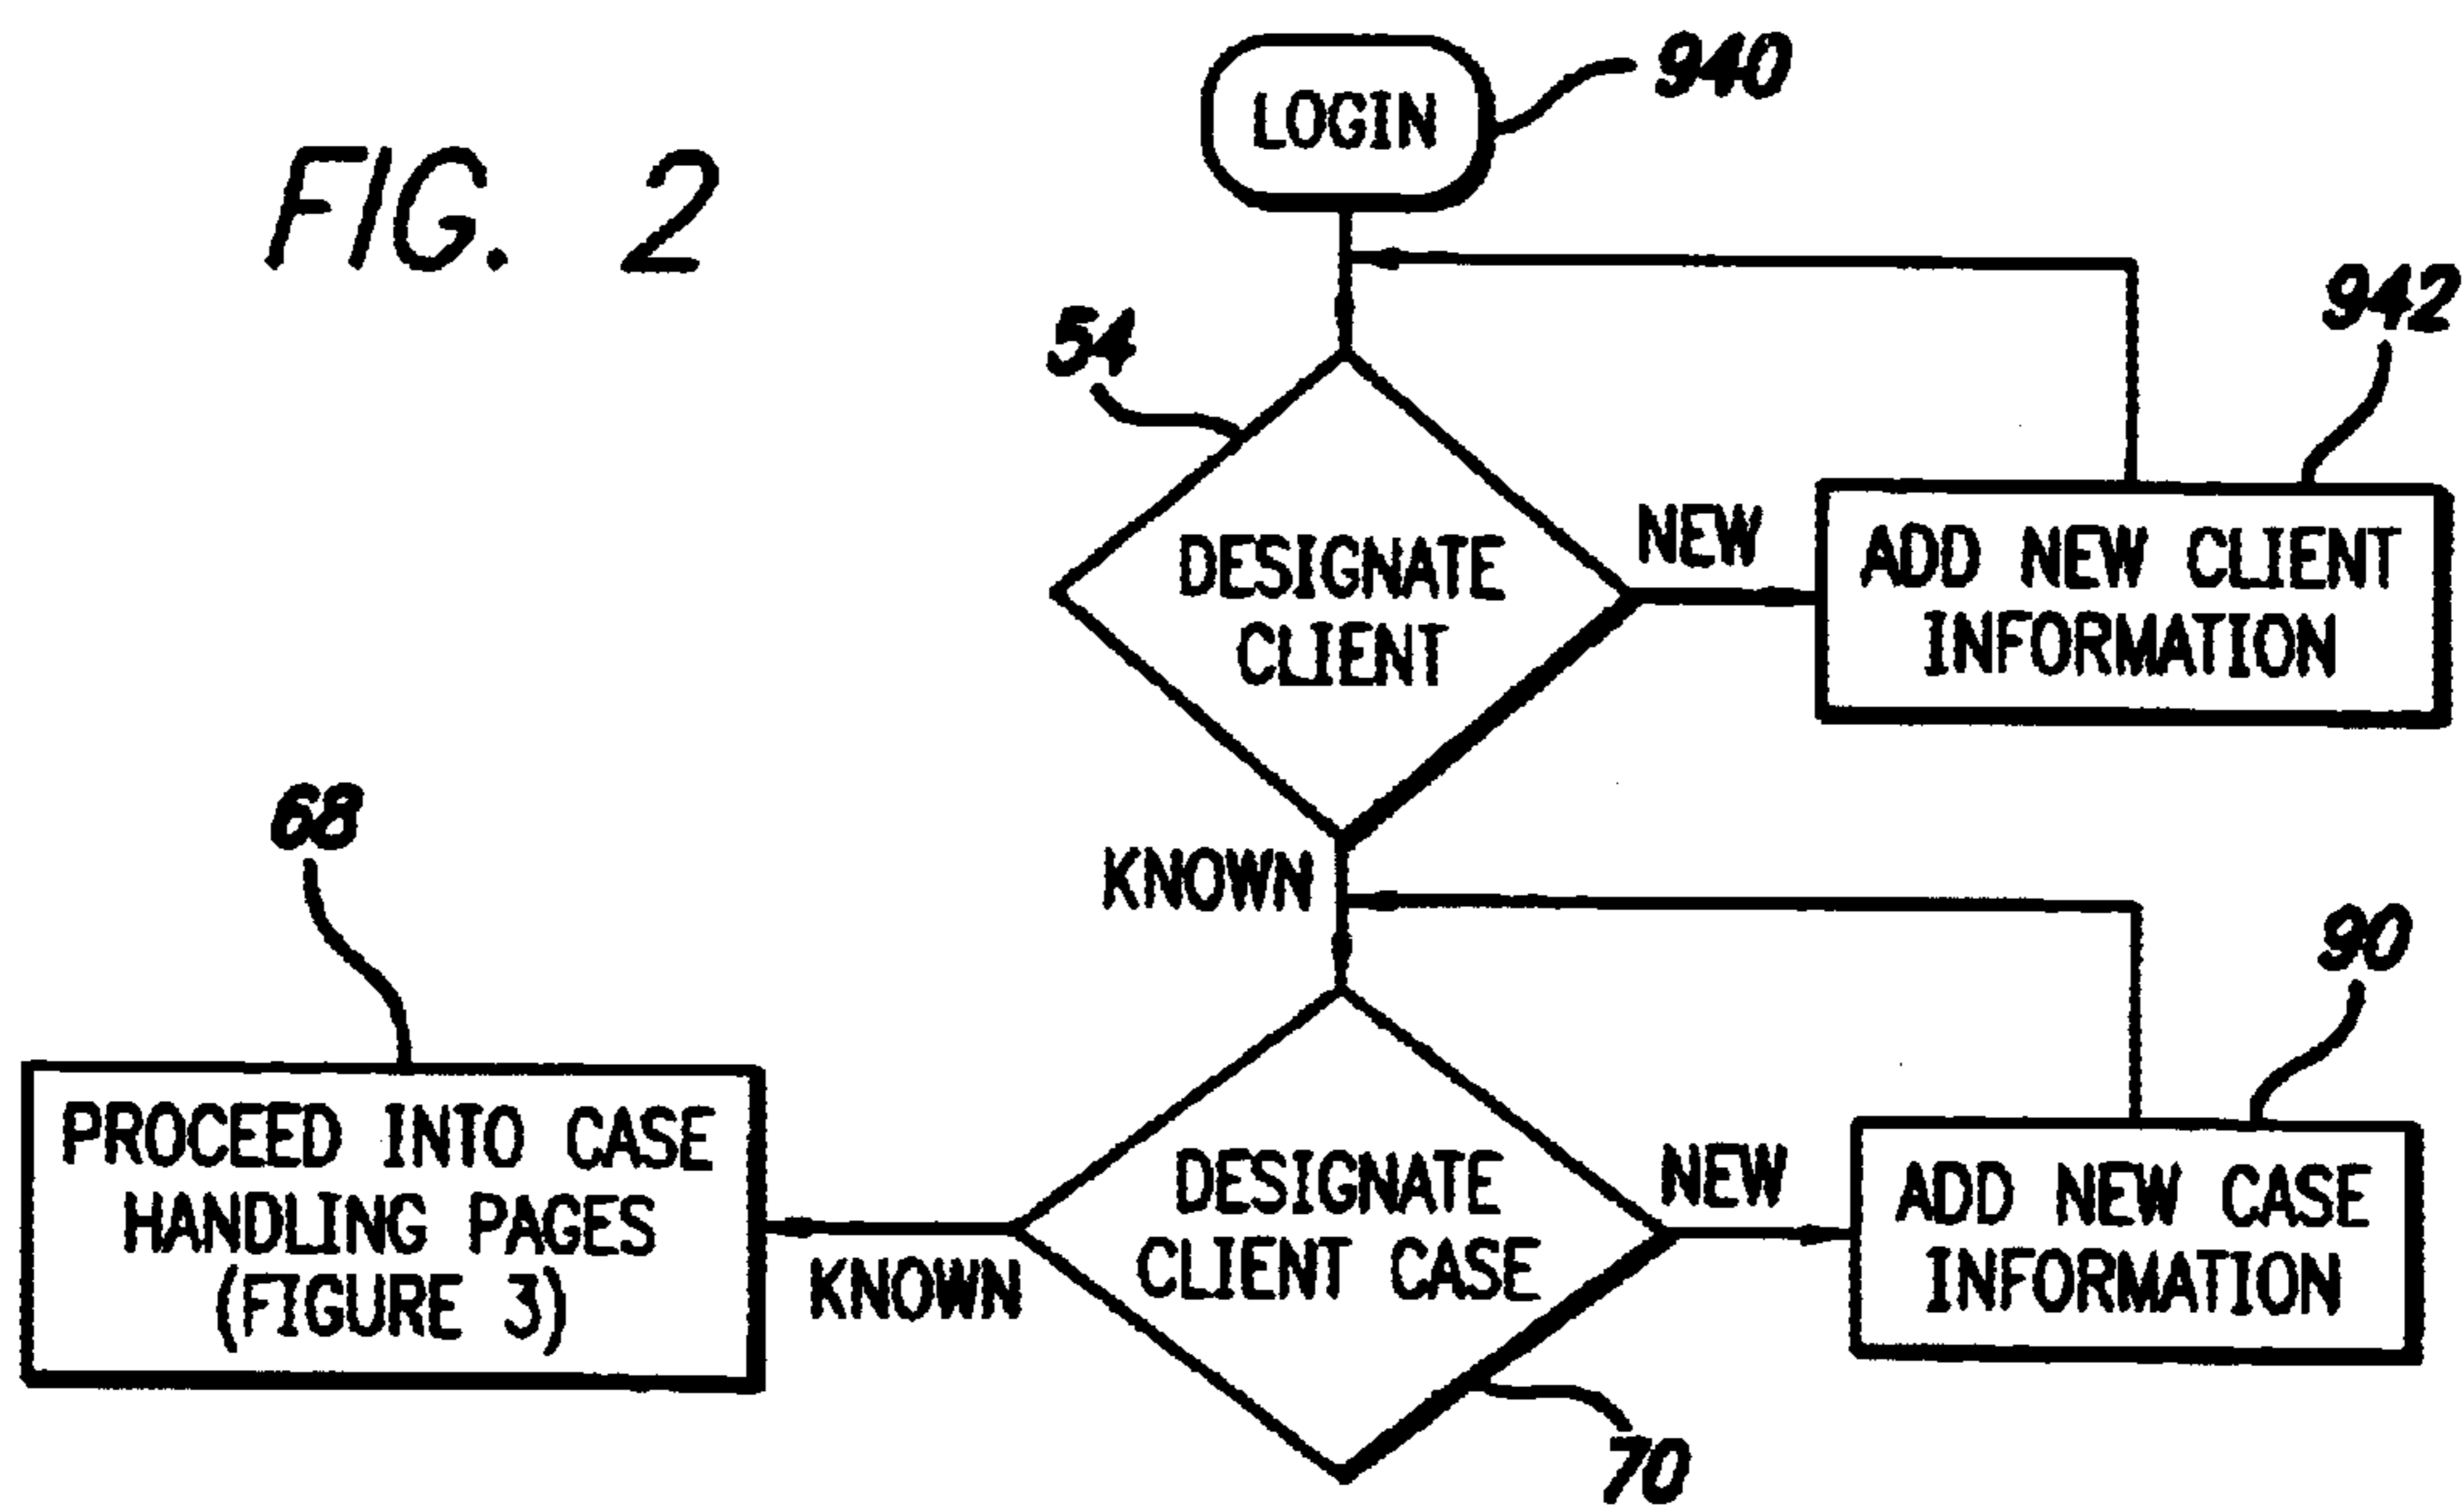 FIG. 2
LOGIN
940
54
942
DESIGNATE
CLIENT
NEW
ADD NEW CLIENT
INFORMATION
KNOWN
68
90
PROCEED INTO CASE
HANDLING PAGES
(FIGURE 3)
KNOWN
DESIGNATE
CLIENT CASE
NEW
ADD NEW CASE
INFORMATION
70